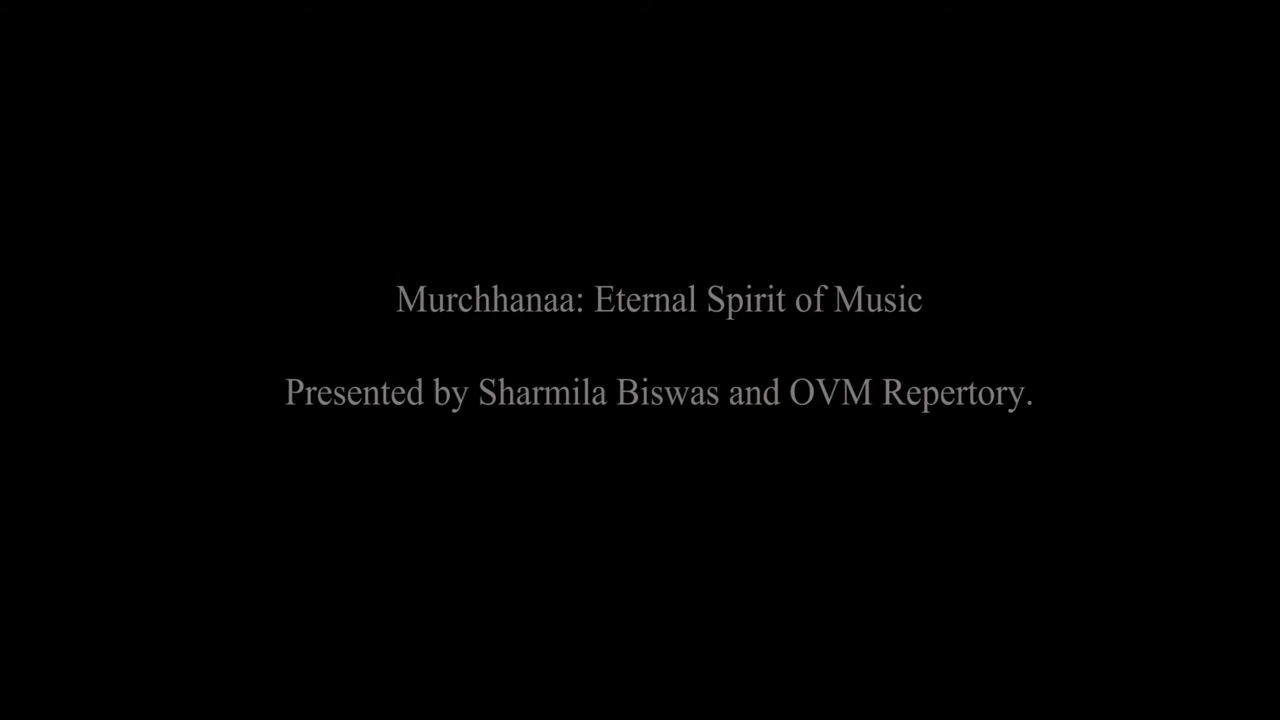 Murchhanaa: Eternal Spirit of Music
Presented by Sharmila Biswas and OVM Repertory.